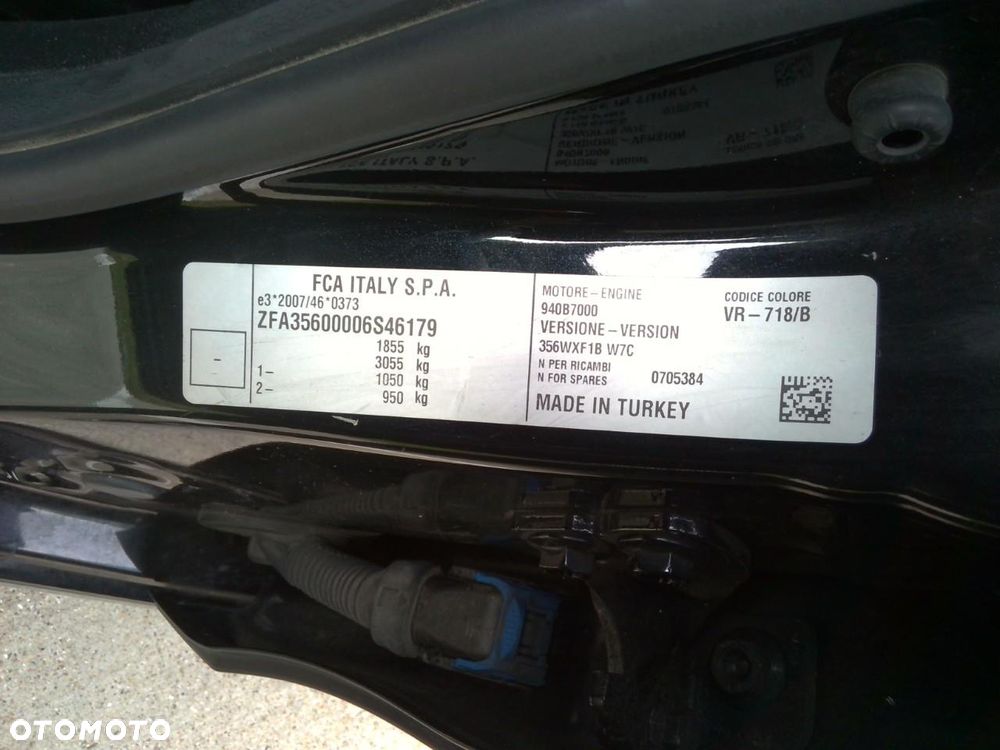 FCA ITALY S.P.A.
e3*2007/46*0373
ZFA35600006S46179
1855 kg
3055 kg
1- 1050 kg
2- 950 kg
-
MOTORE-ENGINE
940B7000
VERSIONE-VERSION
356WXF1B W7C
N PER RICAMBI
N FOR SPARES 0705384
MADE IN TURKEY
CODICE COLORE
VR-718/B
OTOMOTO